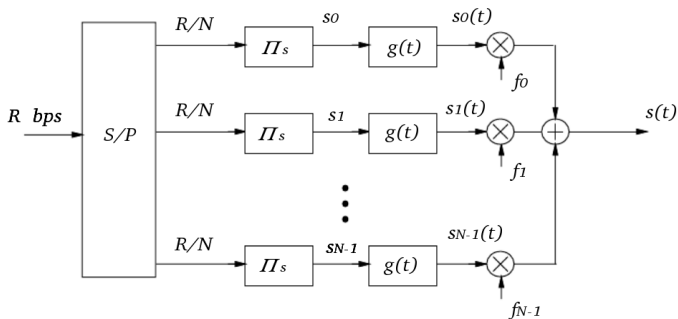 R/N s0 s0(t)
Πs g(t)
f0
R/N s1 s1(t) s(t)
R bps S/P Πs g(t)
f1
R/N sN-1 sN-1(t)
Πs g(t)
fN-1